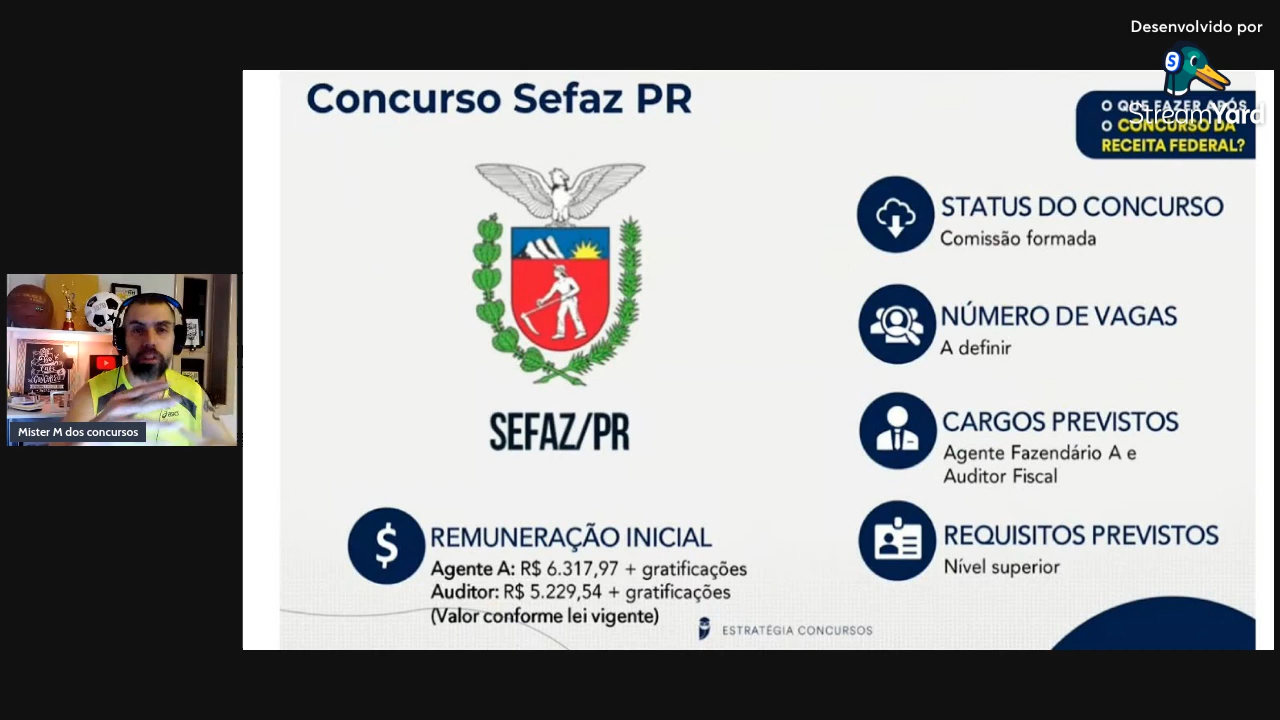 Desenvolvido por
StreamYard
Concurso Sefaz PR
O QUE FAZER APÓS
O CONCURSO DA
RECEITA FEDERAL?
STATUS DO CONCURSO
Comissão formada
NÚMERO DE VAGAS
A definir
CARGOS PREVISTOS
Agente Fazendário A e
Auditor Fiscal
REQUISITOS PREVISTOS
Nível superior
SEFAZ/PR
REMUNERAÇÃO INICIAL
Agente A: R$ 6.317,97 + gratificações
Auditor: R$ 5.229,54 + gratificações
(Valor conforme lei vigente)
ESTRATÉGIA CONCURSOS
Mister M dos concursos